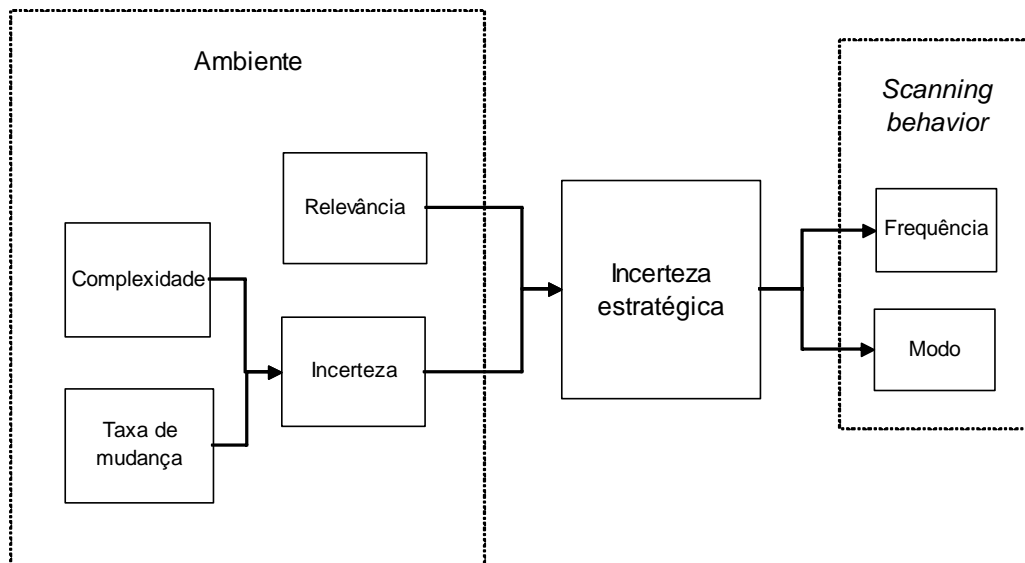 Ambiente
Relevância
Complexidade
Incerteza
Taxa de
mudança
Incerteza
estratégica
Scanning
behavior
Frequência
Modo